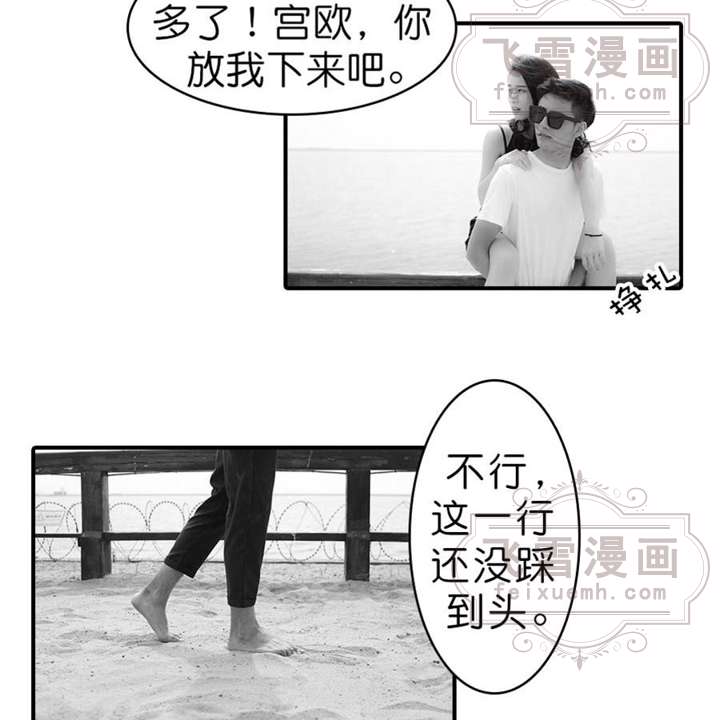 多了！宫欧，你
放我下来吧。
飞雪漫画
feixuemh.com
挣扎
不行，
这一行
还没踩
到头。
飞雪漫画
feixuemh.com